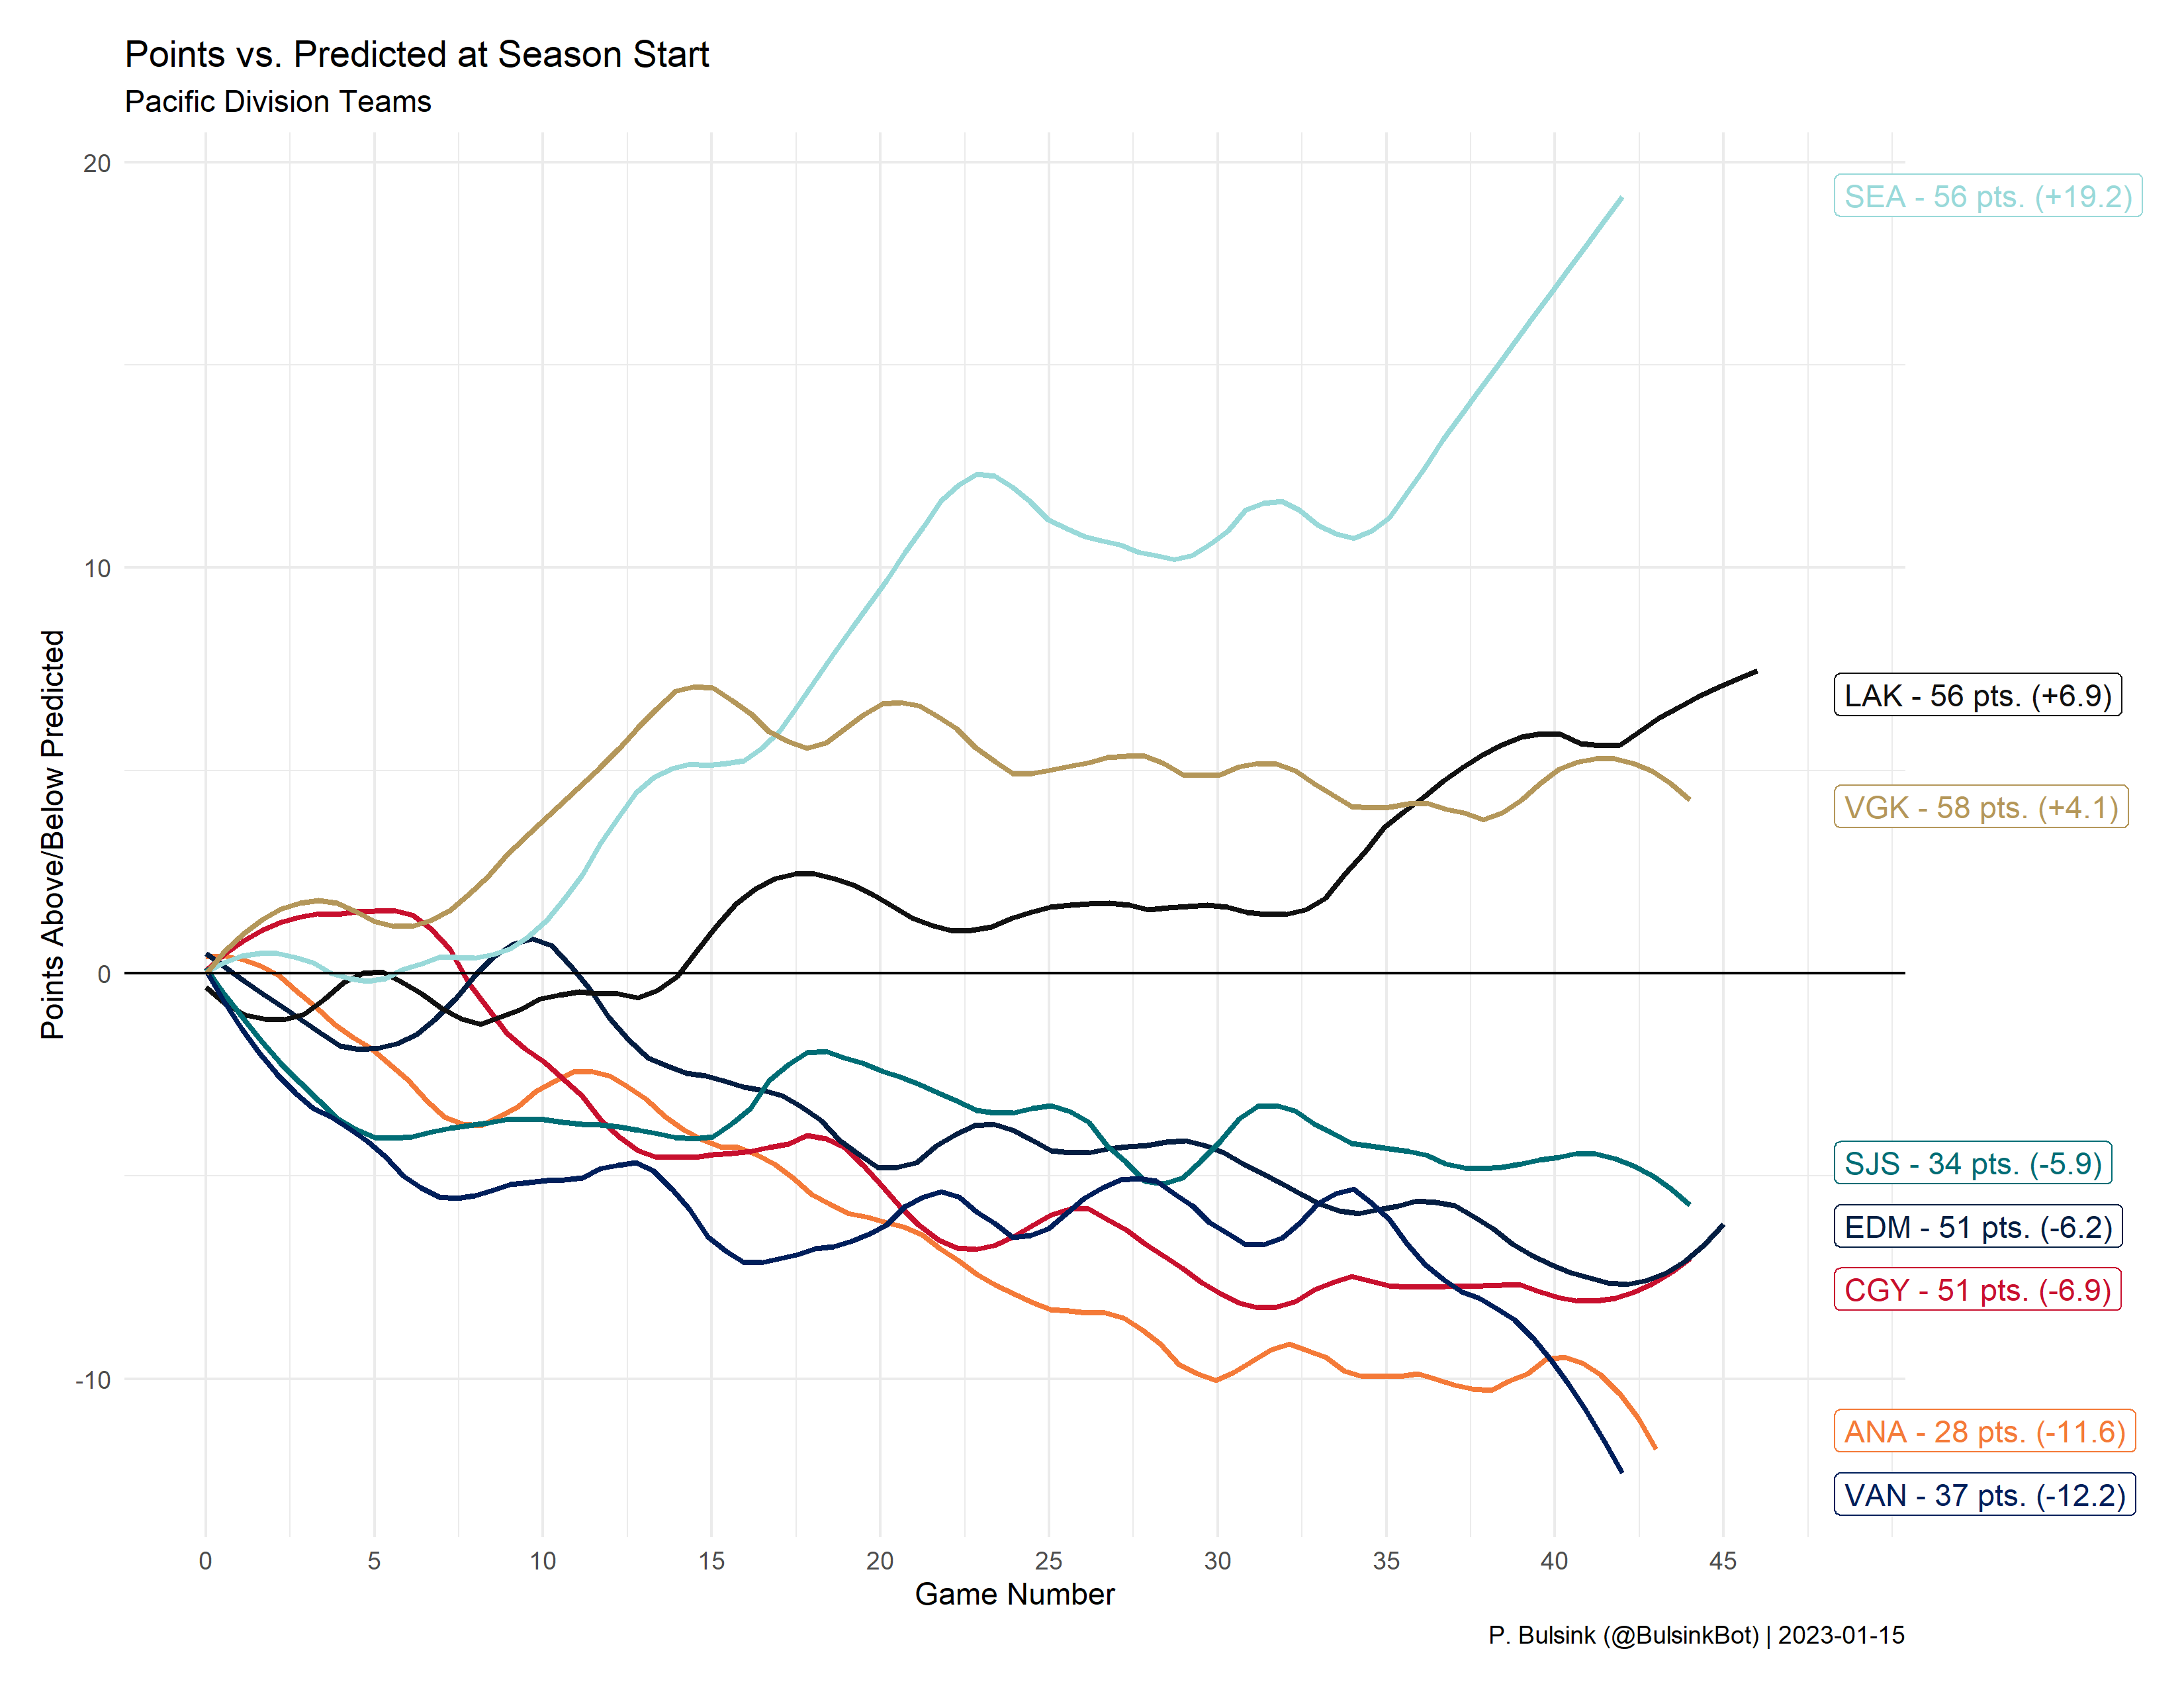 Points vs. Predicted at Season Start
Pacific Division Teams
Points Above/Below Predicted
20
10
0
-10
SEA - 56 pts. (+19.2)
LAK - 56 pts. (+6.9)
VGK - 58 pts. (+4.1)
SJS - 34 pts. (-5.9)
EDM - 51 pts. (-6.2)
CGY - 51 pts. (-6.9)
ANA - 28 pts. (-11.6)
VAN - 37 pts. (-12.2)
0 5 10 15 20 25 30 35 40 45
Game Number
P. Bulsink (@BulsinkBot) | 2023-01-15